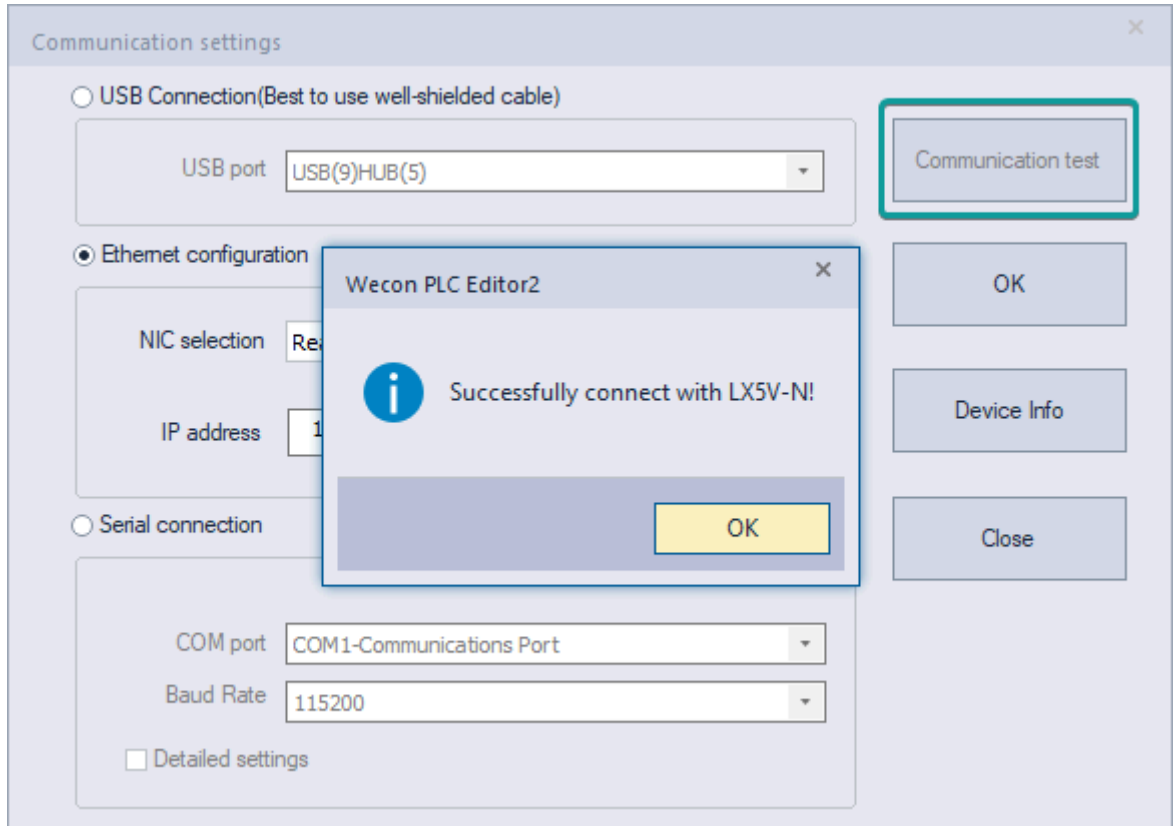 Communication settings
USB Connection(Best to use well-shielded cable)
USB port
USB(9)HUB(5)
Communication test
Ethernet configuration
Wecon PLC Editor2
OK
NIC selection
Successfully connect with LX5V-N!
Device Info
IP address
1
OK
Serial connection
Close
COM port
COM1-Communications Port
Baud Rate
115200
Detailed settings